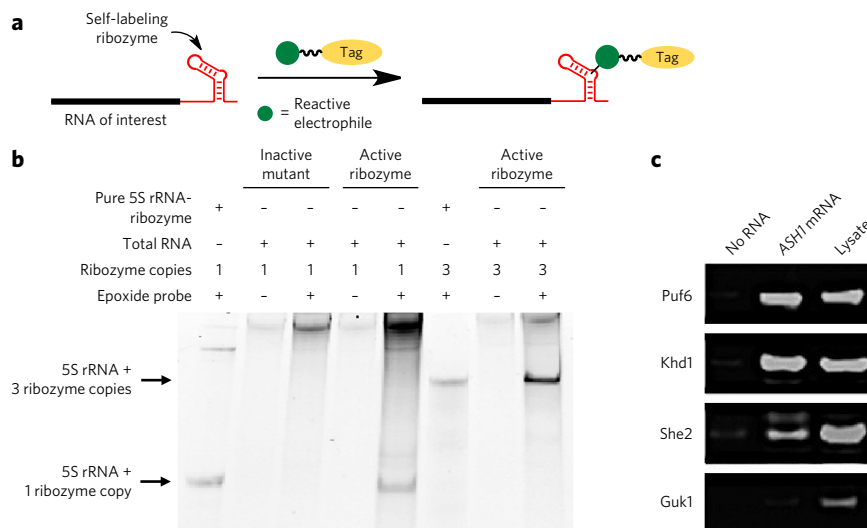 a
Self-labeling
ribozyme
Tag
Tag
RNA of interest
= Reactive
electrophile
b
Inactive
mutant
Active
ribozyme
Active
ribozyme
Pure 5S rRNA-
ribozyme
+ – – – – + – –
Total RNA
– + + + + – + +
Ribozyme copies 1 1 1 1 1 3 3 3
Epoxide probe + – + – + + – +
5S rRNA +
3 ribozyme copies
5S rRNA +
1 ribozyme copy
c
No RNA
ASH1 mRNA
Lysate
Puf6
Khd1
She2
Guk1